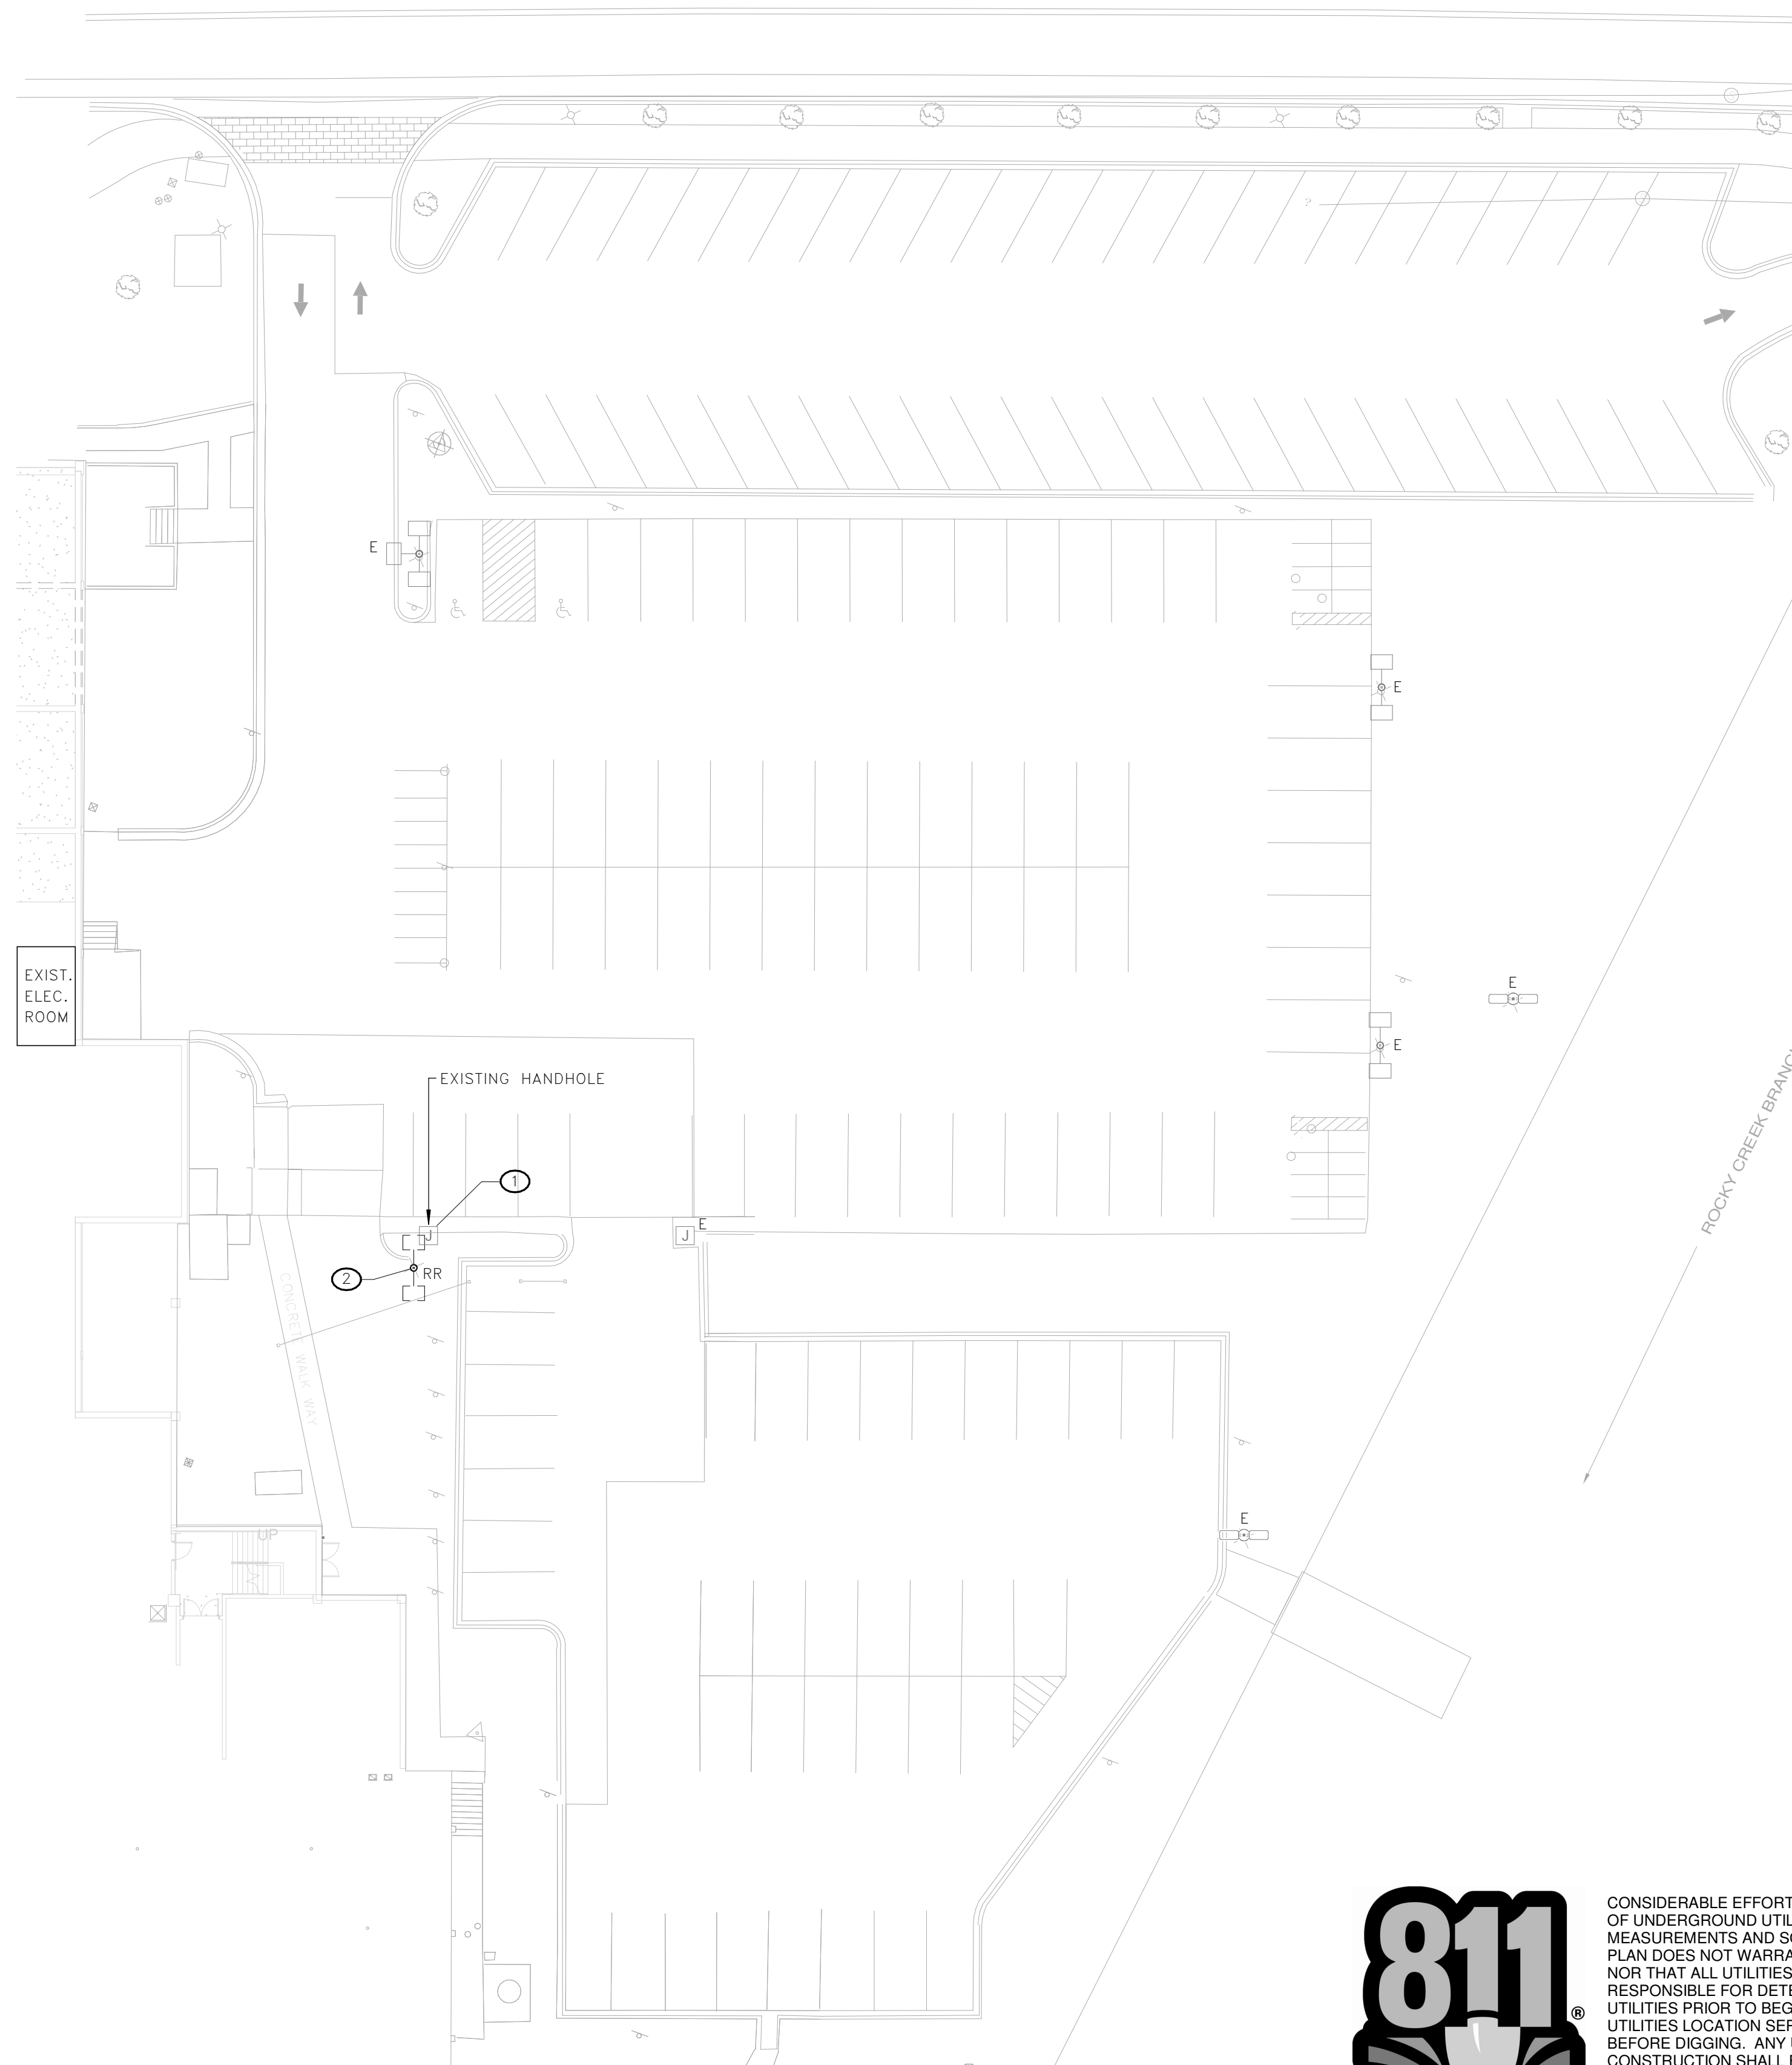 ?
E
E
EXIST.
ELEC.
ROOM
E
E
EXISTING HANDHOLE
1
J
J
E
2
RR
CONCRETE WALK WAY
ROCKY CREEK BRANC
UP
E
811
®
CONSIDERABLE EFFORT
OF UNDERGROUND UTIL
MEASUREMENTS AND SO
PLAN DOES NOT WARRA
NOR THAT ALL UTILITIES
RESPONSIBLE FOR DETE
UTILITIES PRIOR TO BEG
UTILITIES LOCATION SER
BEFORE DIGGING. ANY
CONSTRUCTION SHALL